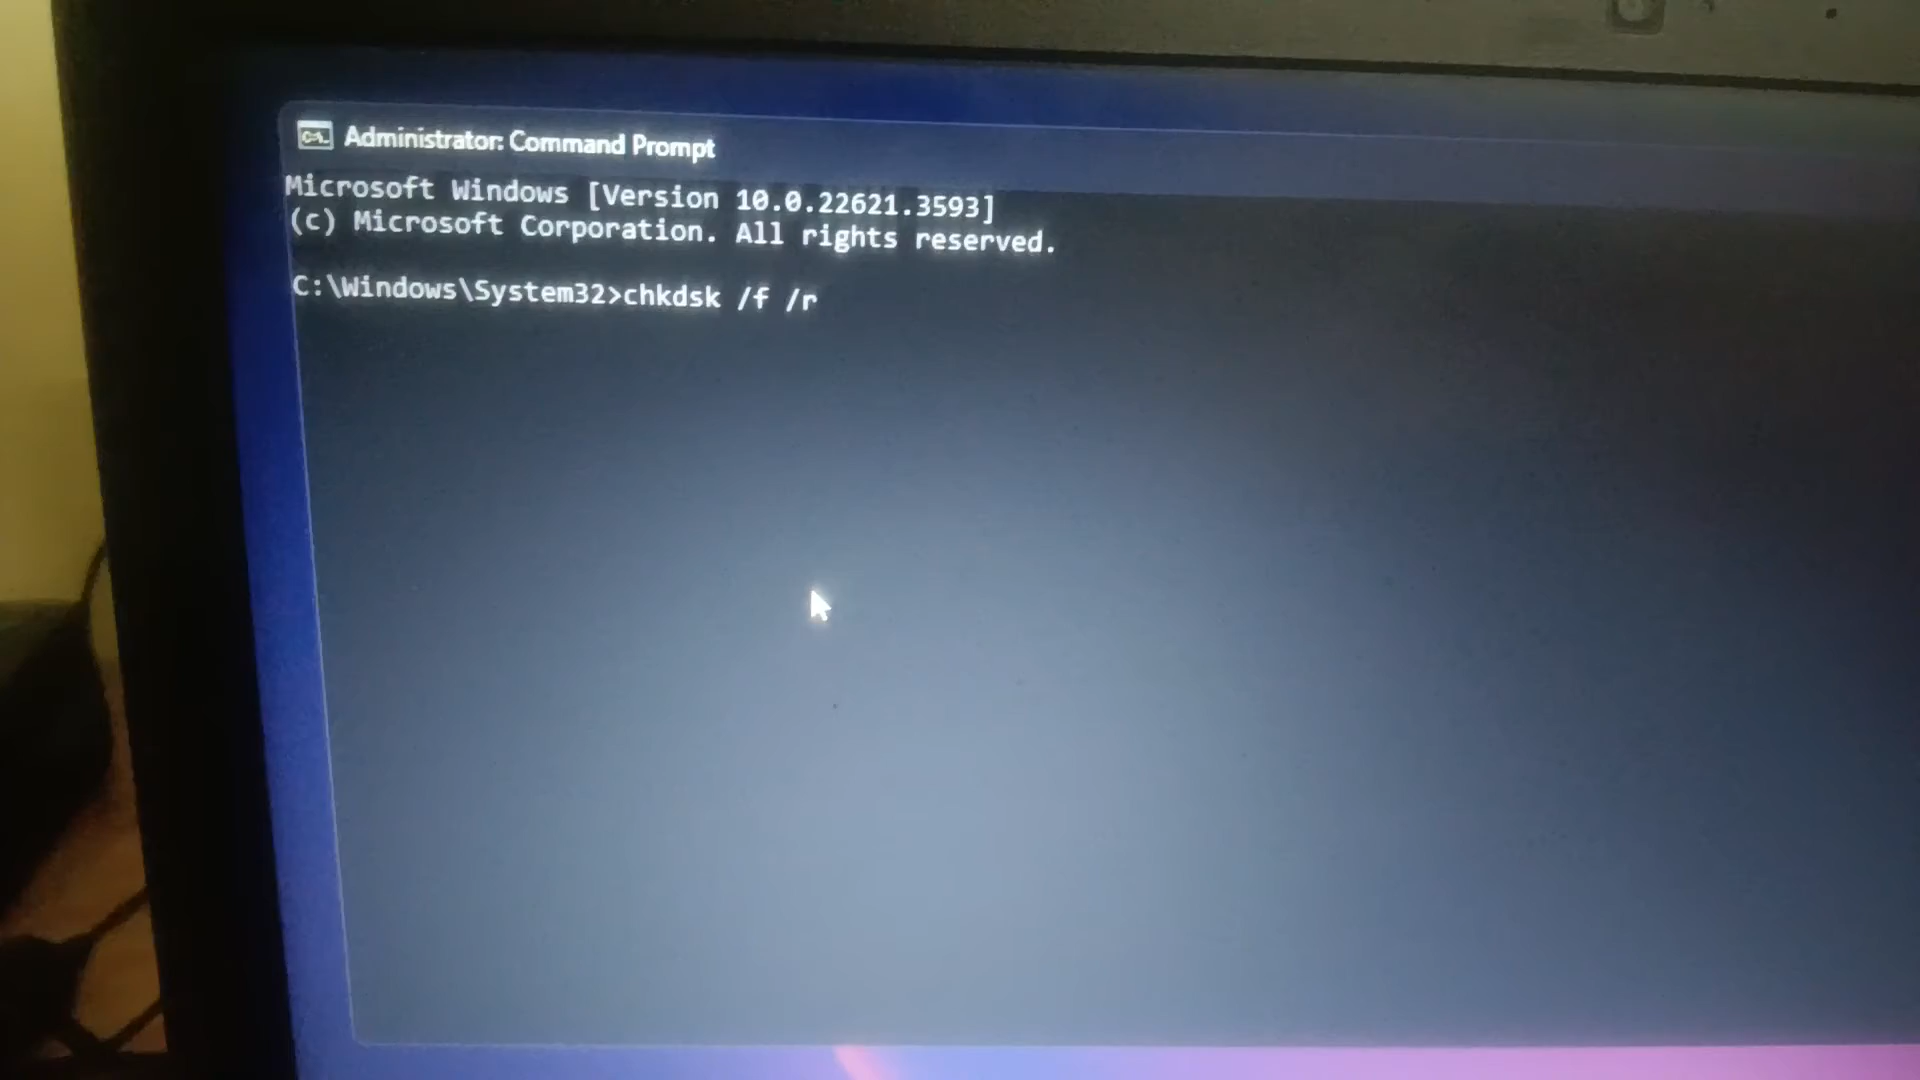 Administrator: Command Prompt
Microsoft Windows [Version 10.0.22621.3593]
(c) Microsoft Corporation. All rights reserved.
C:\Windows\System32>chkdsk /f /r